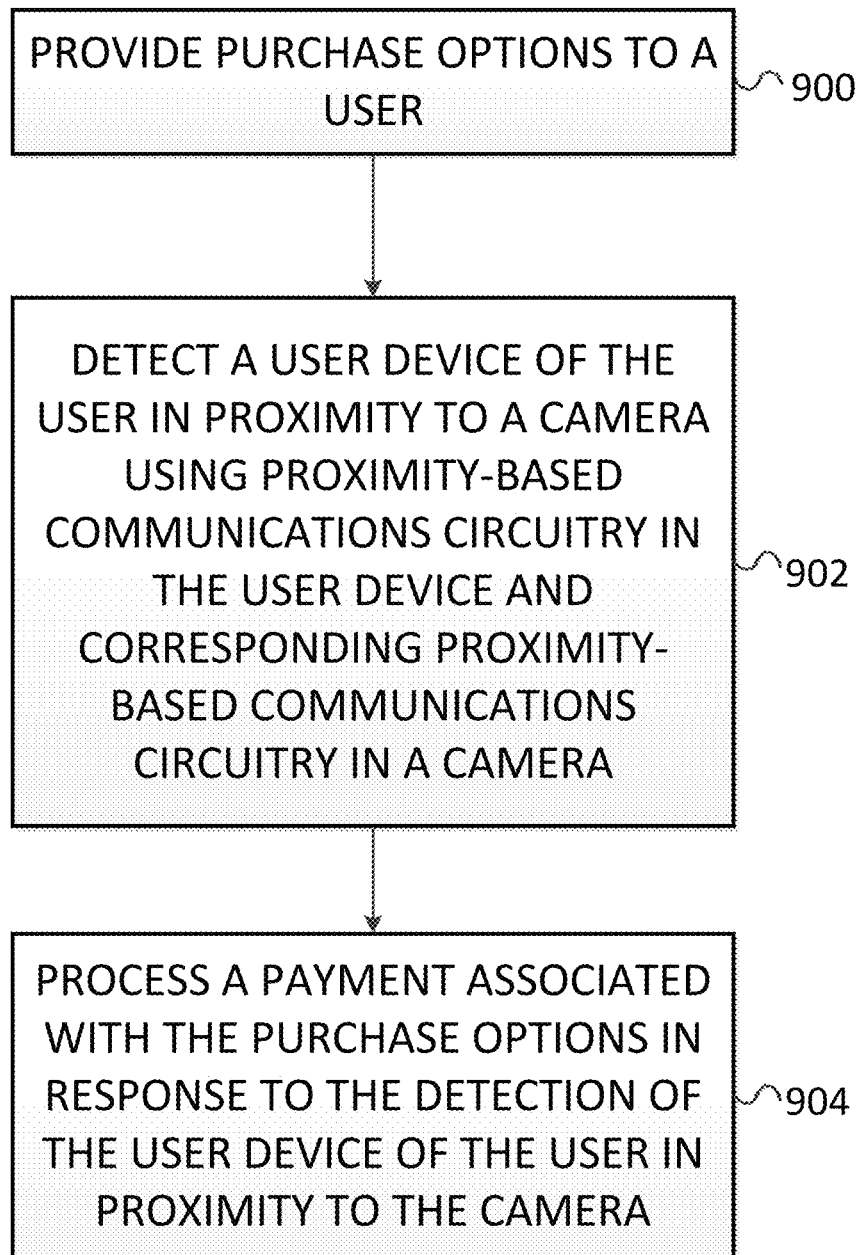 PROVIDE PURCHASE OPTIONS TO A
USER
900
DETECT A USER DEVICE OF THE
USER IN PROXIMITY TO A CAMERA
USING PROXIMITY-BASED
COMMUNICATIONS CIRCUITRY IN
THE USER DEVICE AND
CORRESPONDING PROXIMITY-
BASED COMMUNICATIONS
CIRCUITRY IN A CAMERA
902
PROCESS A PAYMENT ASSOCIATED
WITH THE PURCHASE OPTIONS IN
RESPONSE TO THE DETECTION OF
THE USER DEVICE OF THE USER IN
PROXIMITY TO THE CAMERA
904